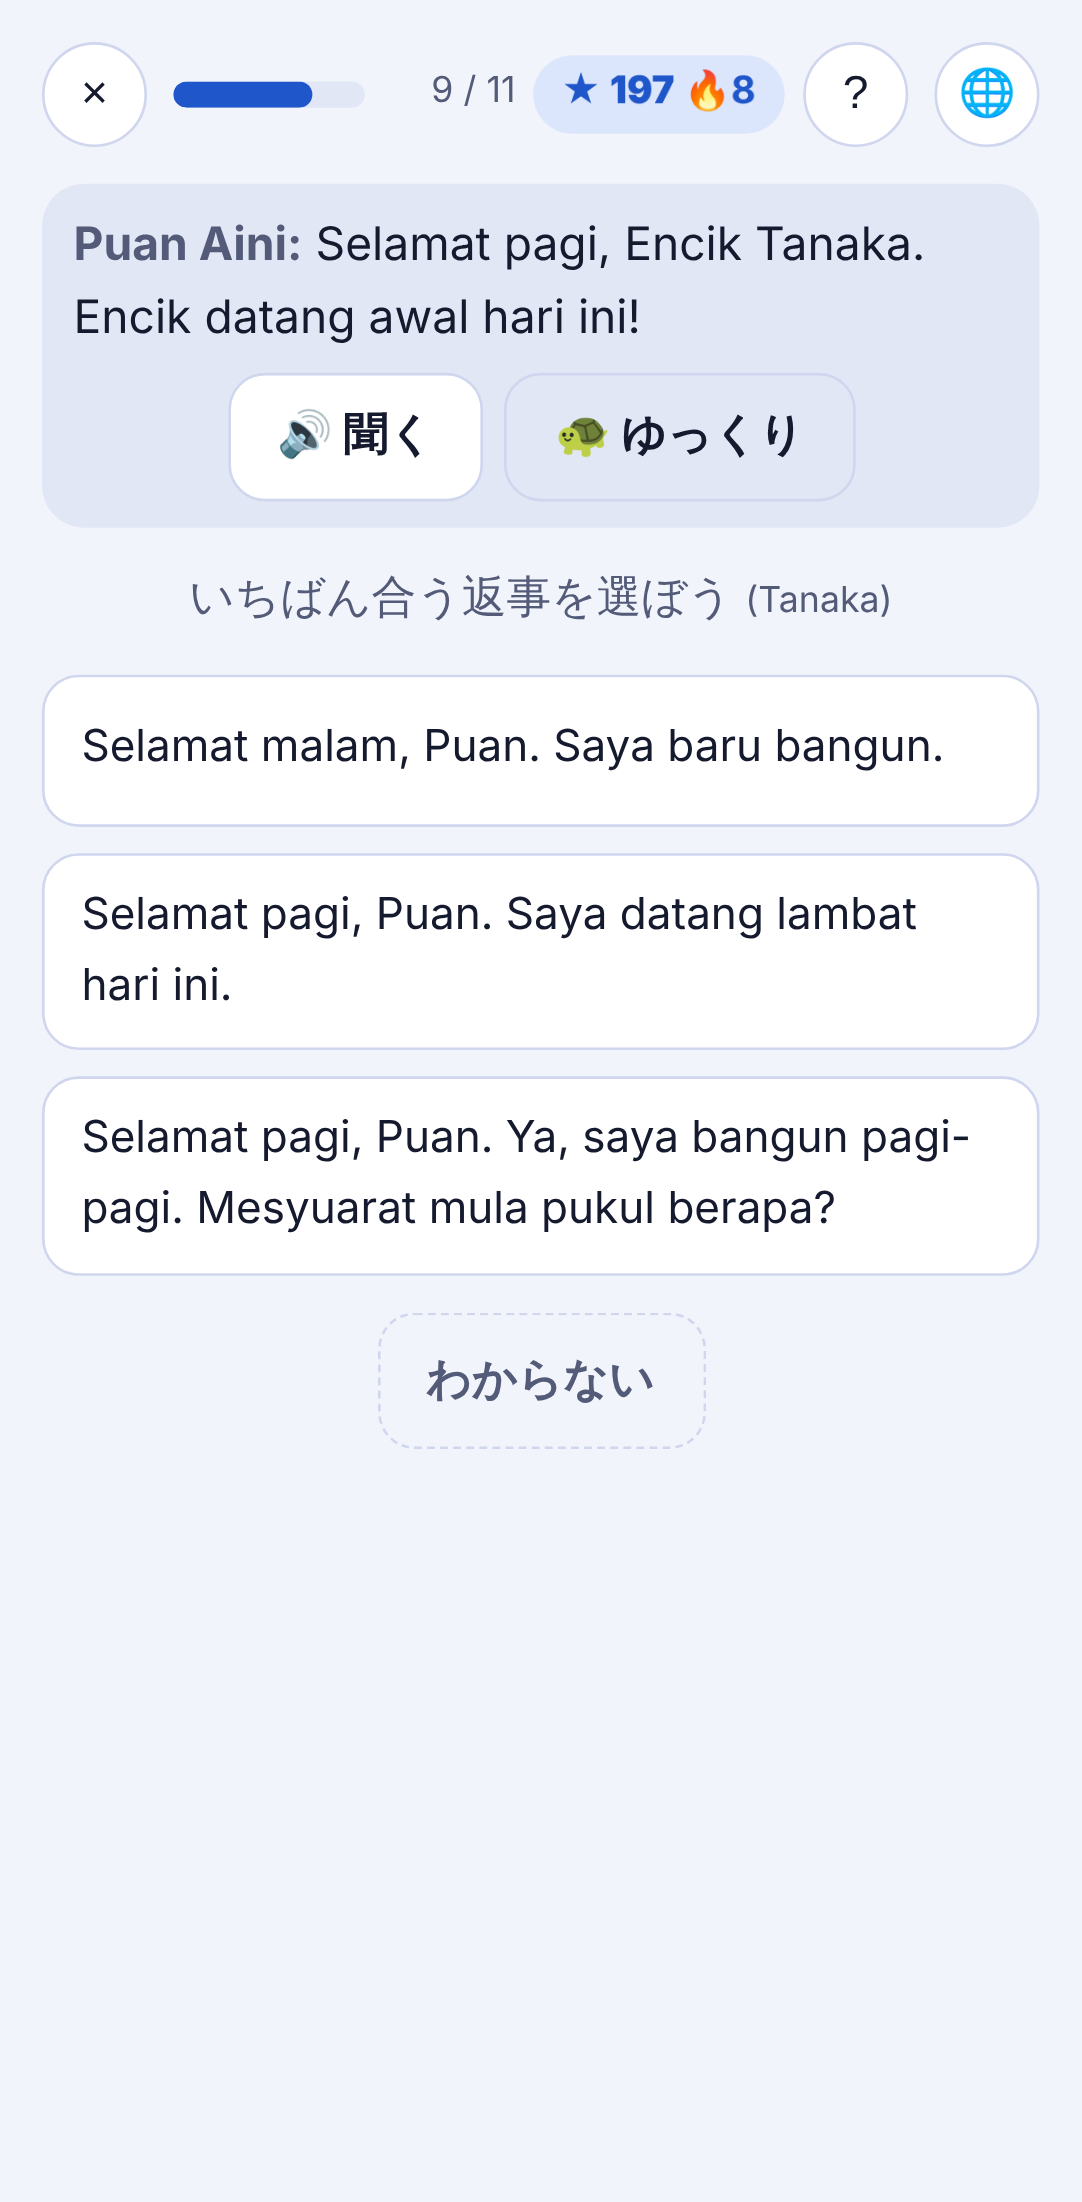 ×
9 / 11
★ 197 🔥8
?
Puan Aini: Selamat pagi, Encik Tanaka.
Encik datang awal hari ini!
🔊 聞く
🐢 ゆっくり
いちばん合う返事を選ぼう (Tanaka)
Selamat malam, Puan. Saya baru bangun.
Selamat pagi, Puan. Saya datang lambat
hari ini.
Selamat pagi, Puan. Ya, saya bangun pagi-
pagi. Mesyuarat mula pukul berapa?
わからない